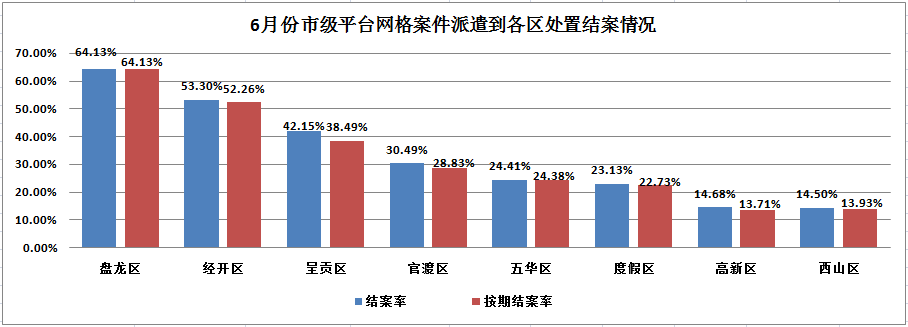 6月份市级平台网格案件派遣到各区处置结案情况
70.00%
60.00%
50.00%
40.00%
30.00%
20.00%
10.00%
0.00%
64.13% 64.13% 53.30% 52.26% 42.15% 38.49% 30.49% 28.83% 24.41% 24.38% 23.13% 22.73% 14.68% 13.71% 14.50% 13.93%
盘龙区 经开区 呈贡区 官渡区 五华区 度假区 高新区 西山区
结案率 按期结案率